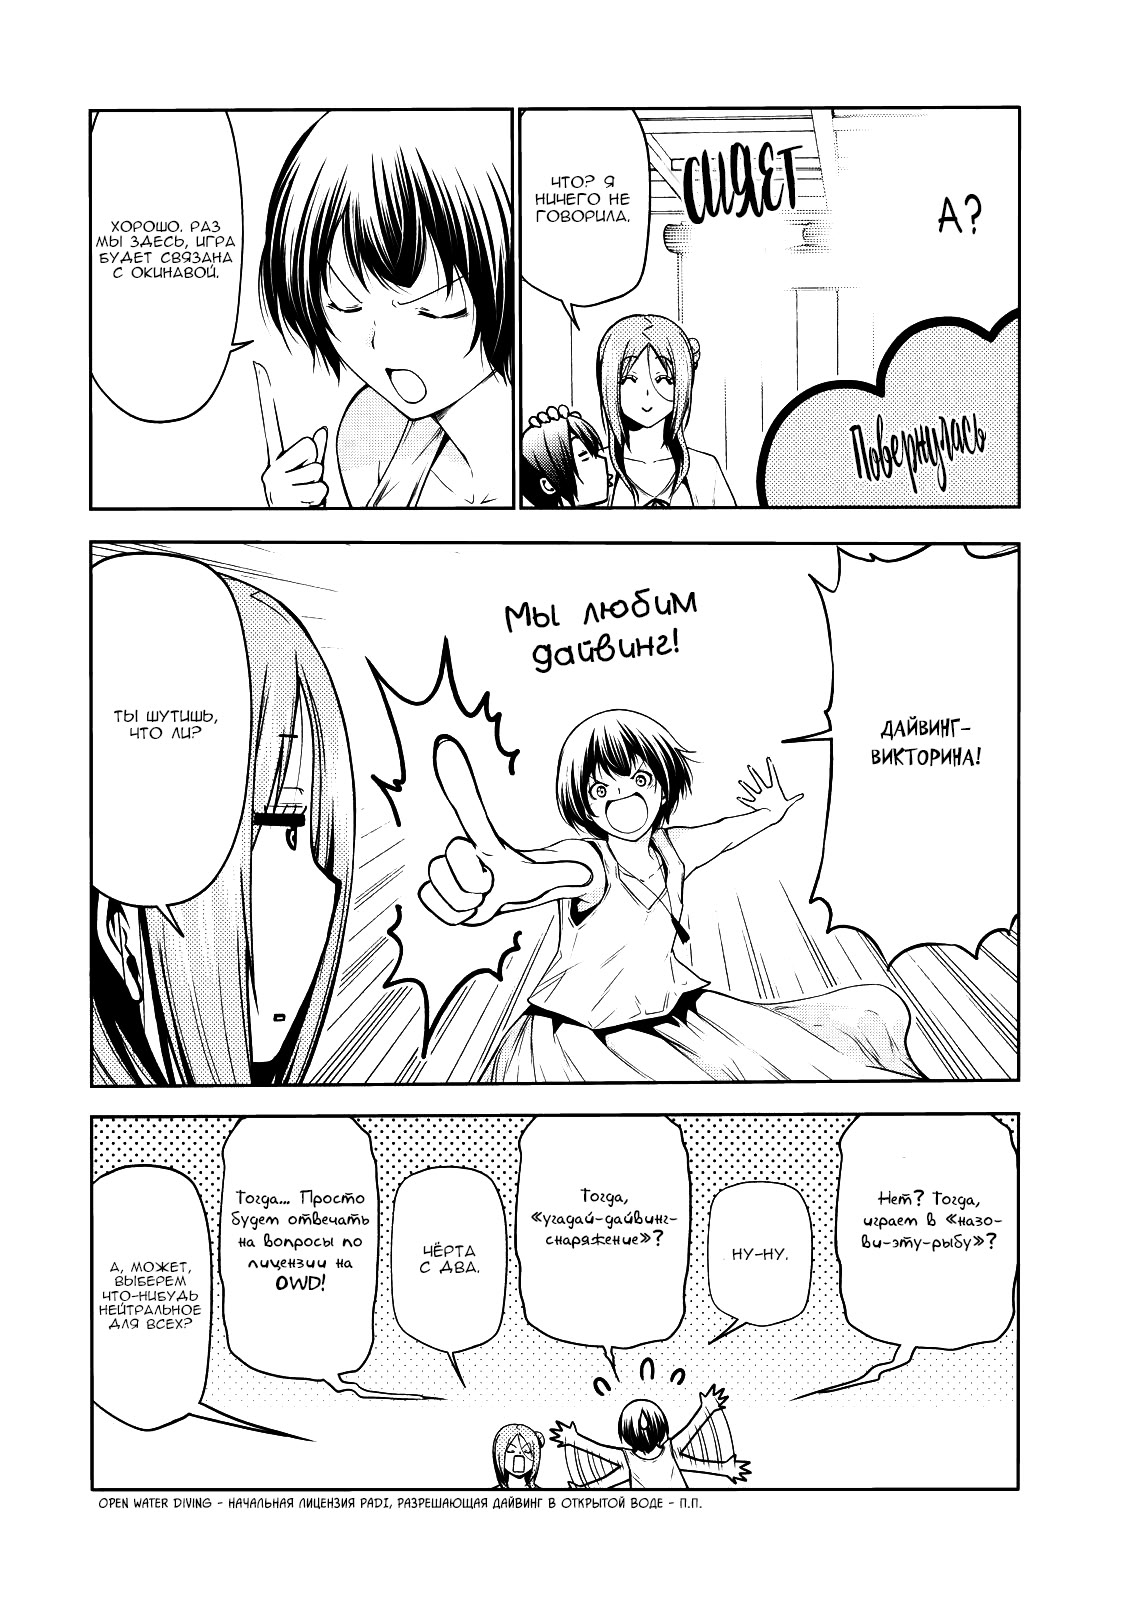 А?
Повернулась
СИЯЕТ
ЧТО? Я
НИЧЕГО НЕ
ГОВОРИЛА.
ХОРОШО. РАЗ
МЫ ЗДЕСЬ, ИГРА
БУДЕТ СВЯЗАНА
С ОКИНАВОЙ.
ДАЙВИНГ-
ВИКТОРИНА!
Мы любим
дайвинг!
ТЫ ШУТИШЬ,
ЧТО ЛИ?
Нет? Тогда,
играем в «назо-
ви-эту-рыбу»?
НУ-НУ.
Тогда,
«угадай-дайвинг-
снаряжение»?
ЧЁРТА
С ДВА.
Тогда... Просто
будем отвечать
на вопросы по
лицензии на
OWD!
А, МОЖЕТ,
ВЫБЕРЕМ
ЧТО-НИБУДЬ
НЕЙТРАЛЬНОЕ
ДЛЯ ВСЕХ?
OPEN WATER DIVING - НАЧАЛЬНАЯ ЛИЦЕНЗИЯ PADI, РАЗРЕШАЮЩАЯ ДАЙВИНГ В ОТКРЫТОЙ ВОДЕ - П.П.